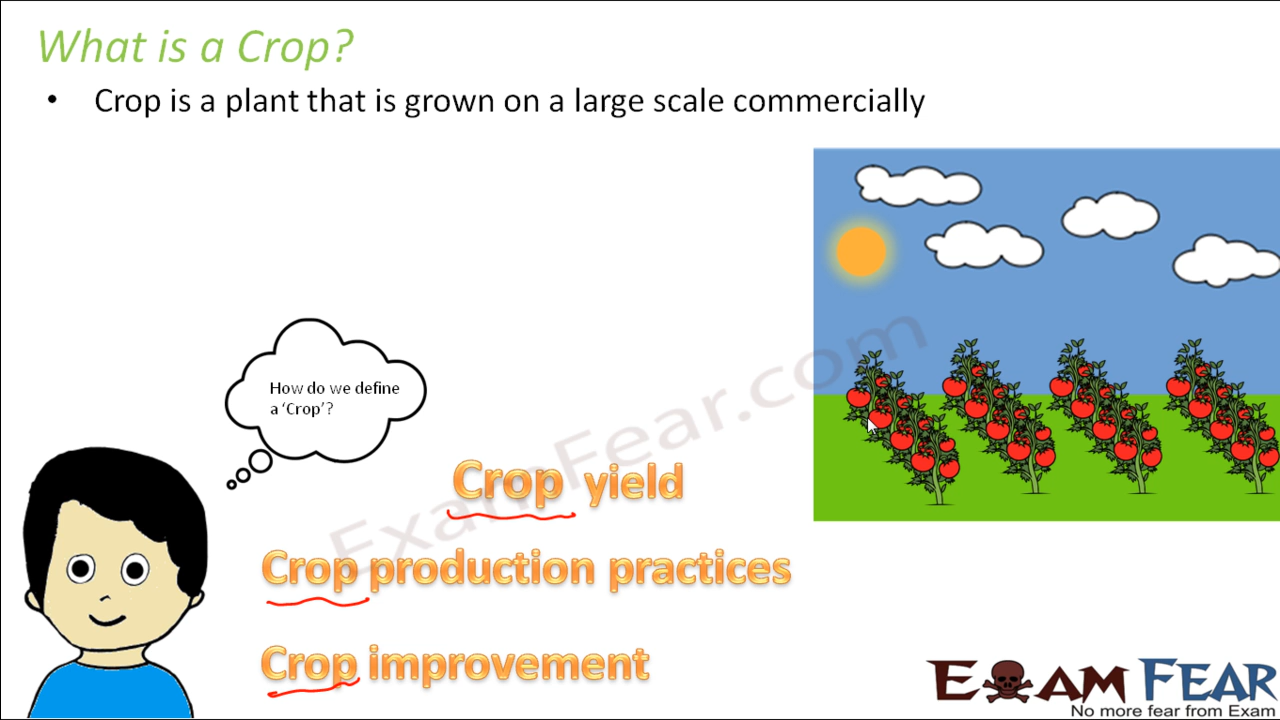 What is a Crop?
• Crop is a plant that is grown on a large scale commercially
How do we define
a ‘Crop’?
Crop yield
Crop production practices
Crop improvement
ExamFear.com
EXAM FEAR
No more fear from Exam